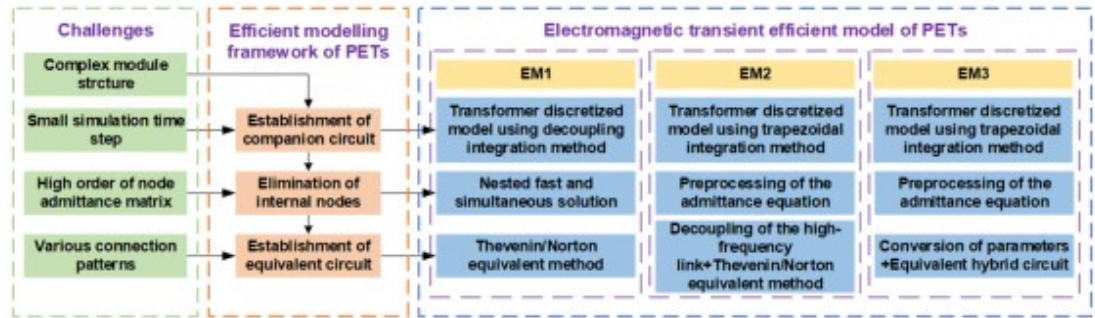 Challenges
Complex module
strcture
Small simulation time
step
High order of node
admittance matrix
Various connection
patterns
Efficient modelling
framework of PETs
Establishment of
companion circuit
Elimination of
internal nodes
Establishment of
equivalent circuit
Electromagnetic transient efficient model of PETs
EM1
Transformer discretized
model using decoupling
integration method
Nested fast and
simultaneous solution
Thevenin/Norton
equivalent method
EM2
Transformer discretized
model using trapezoidal
integration method
Preprocessing of the
admittance equation
Decoupling of the high-
frequency
link+Thevenin/Norton
equivalent method
EM3
Transformer discretized
model using trapezoidal
integration method
Preprocessing of the
admittance equation
Conversion of parameters
+Equivalent hybrid circuit